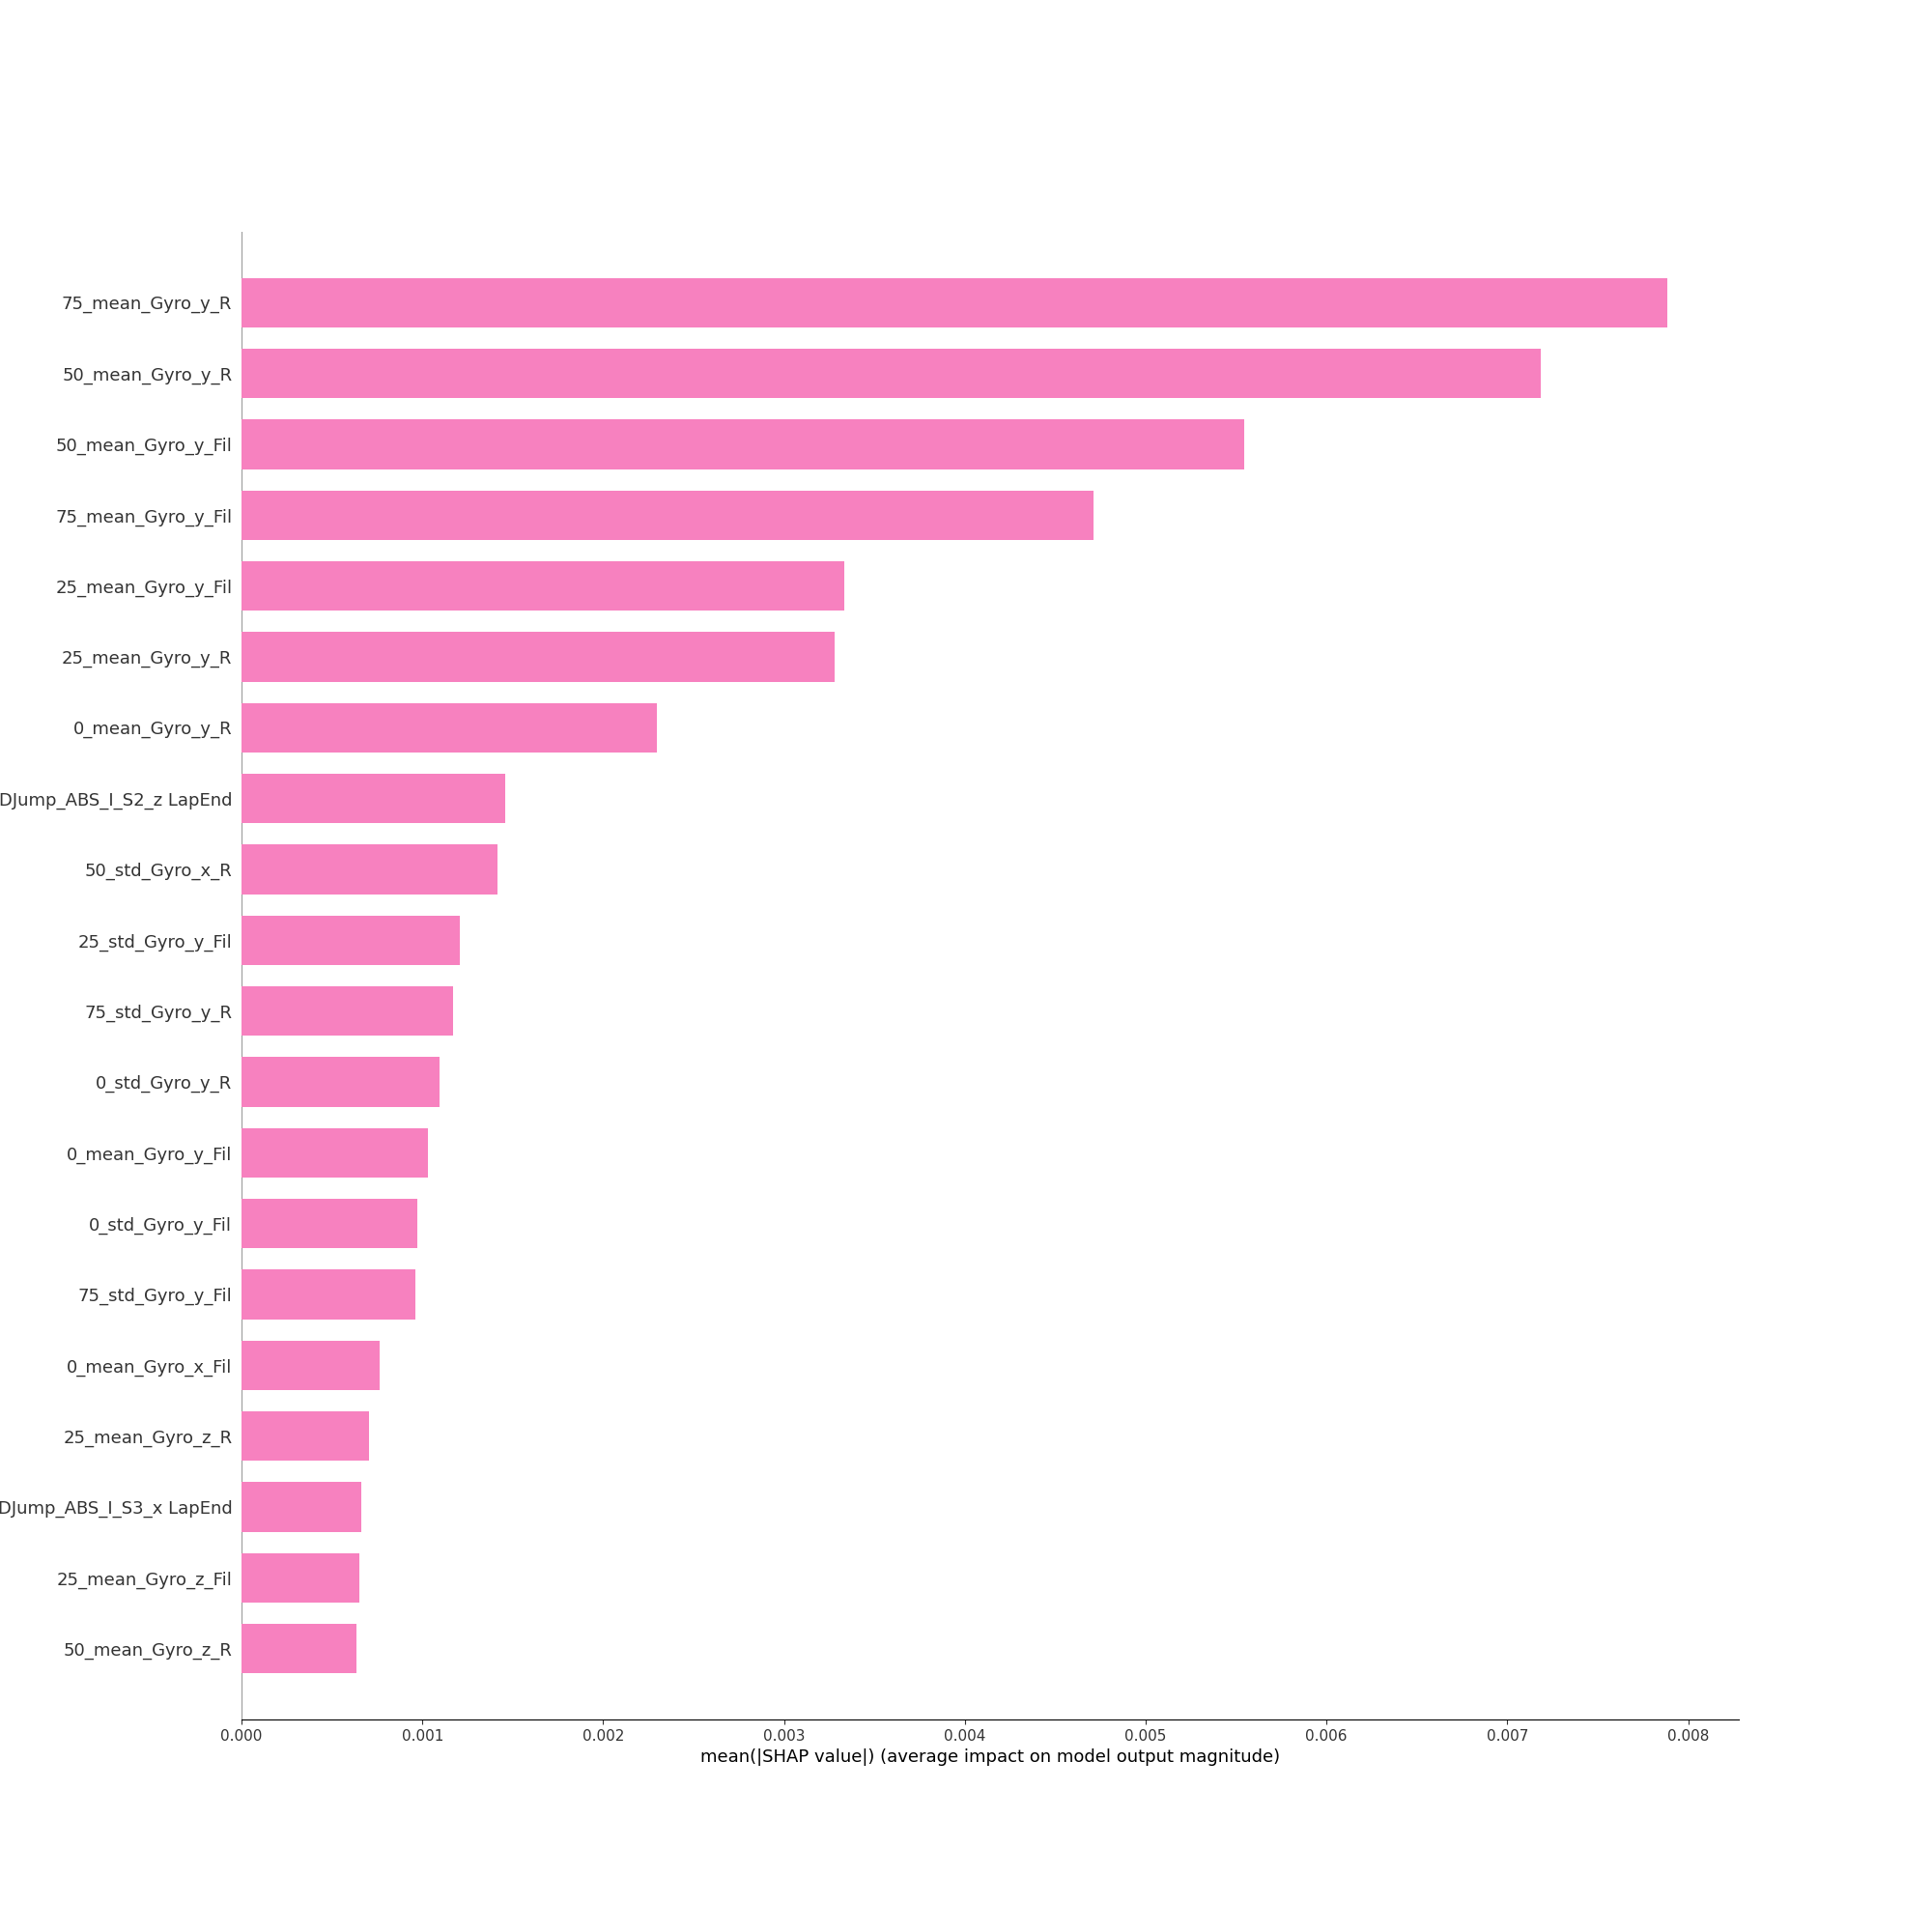 75_mean_Gyro_y_R
50_mean_Gyro_y_R
50_mean_Gyro_y_Fil
75_mean_Gyro_y_Fil
25_mean_Gyro_y_Fil
25_mean_Gyro_y_R
0_mean_Gyro_y_R
DJump_ABS_I_S2_z LapEnd
50_std_Gyro_x_R
25_std_Gyro_y_Fil
75_std_Gyro_y_R
0_std_Gyro_y_R
0_mean_Gyro_y_Fil
0_std_Gyro_y_Fil
75_std_Gyro_y_Fil
0_mean_Gyro_x_Fil
25_mean_Gyro_z_R
DJump_ABS_I_S3_x LapEnd
25_mean_Gyro_z_Fil
50_mean_Gyro_z_R
0.000 0.001 0.002 0.003 0.004 0.005 0.006 0.007 0.008
mean(|SHAP value|) (average impact on model output magnitude)